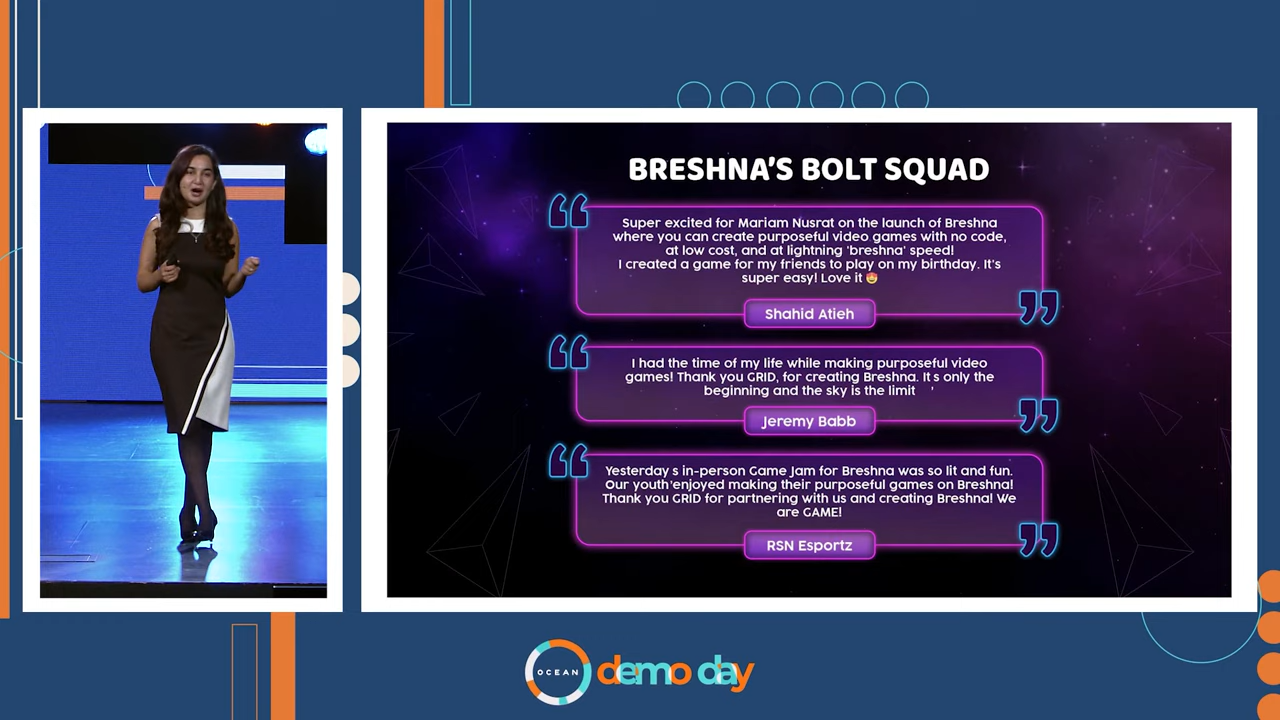 BRESHNA'S BOLT SQUAD
Super excited for Mariam Nusrat on the launch of Breshna
where you can create purposeful video games with no code,
at low cost, and at lightning 'breshna' speed!
I created a game for my friends to play on my birthday. It's
super easy! Love it 😍
Shahid Atieh
I had the time of my life while making purposeful video
games! Thank you GRID, for creating Breshna. It s only the
beginning and the sky is the limit '
Jeremy Babb
Yesterday s in-person Game Jam for Breshna was so lit and fun.
Our youth'enjoyed making their purposeful games on Breshna!
Thank you GRID for partnering with us and creating Breshna! We
are GAME!
RSN Esportz
OCEAN demo day